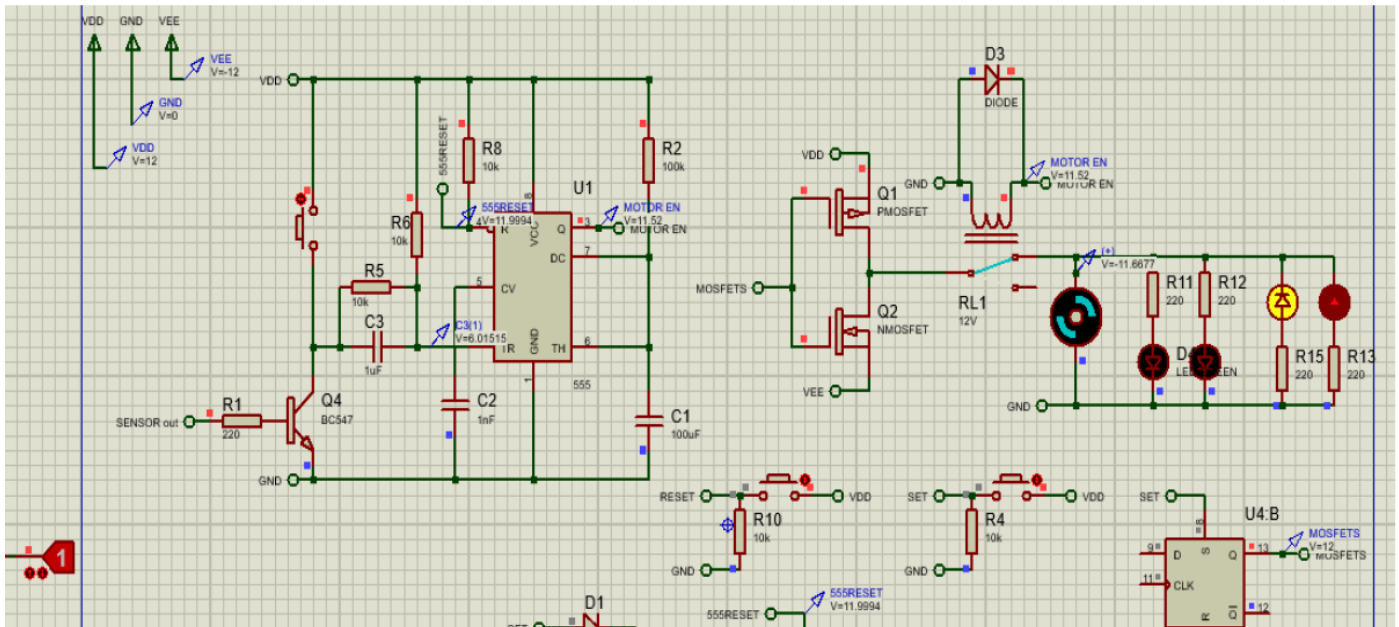 VDD GND VEE
VEE
V=-12
GND
V=0
VDD
V=12
VDD
555RESET
R8
10k
R2
100k
U1
R6
10k
555RESET
V=11.9994
MOTOR EN
V=11.52
MOTOR EN
4
R
VCC
8
Q
3
DC
7
R5
10k
5
CV
C3
1uF
C3(1)
V=6.01515
TR
GND
TH
6
1
555
SENSOR out
R1
220
Q4
BC547
C2
1nF
C1
100uF
GND
D3
DIODE
VDD
GND
MOTOR EN
V=11.52
MOTOR EN
Q1
PMOSFET
MOSFETS
Q2
NMOSFET
VEE
RL1
12V
(+)
V=-11.6677
R11
220
R12
220
R15
220
R13
220
GND
RESET
VDD
R10
10k
GND
SET
VDD
R4
10k
GND
SET
U4:B
8
9
D
S
Q
13
MOSFETS
V=12
MOSFETS
11
CLK
R
Q
12
1
D1
555RESET
555RESET
V=11.9994